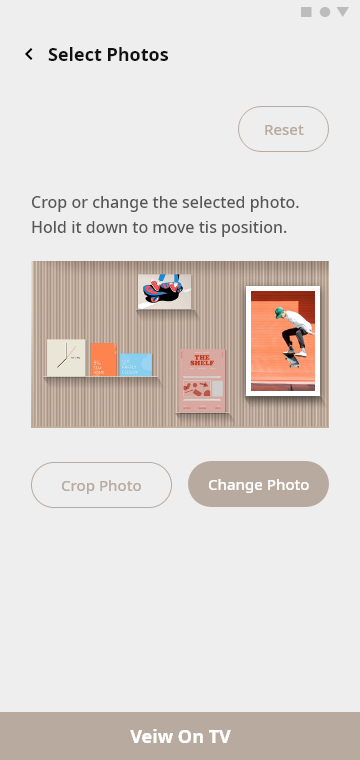 Select Photos
Reset
Crop or change the selected photo.
Hold it down to move tis position.
THE
SHELF
Crop Photo
Change Photo
Veiw On TV